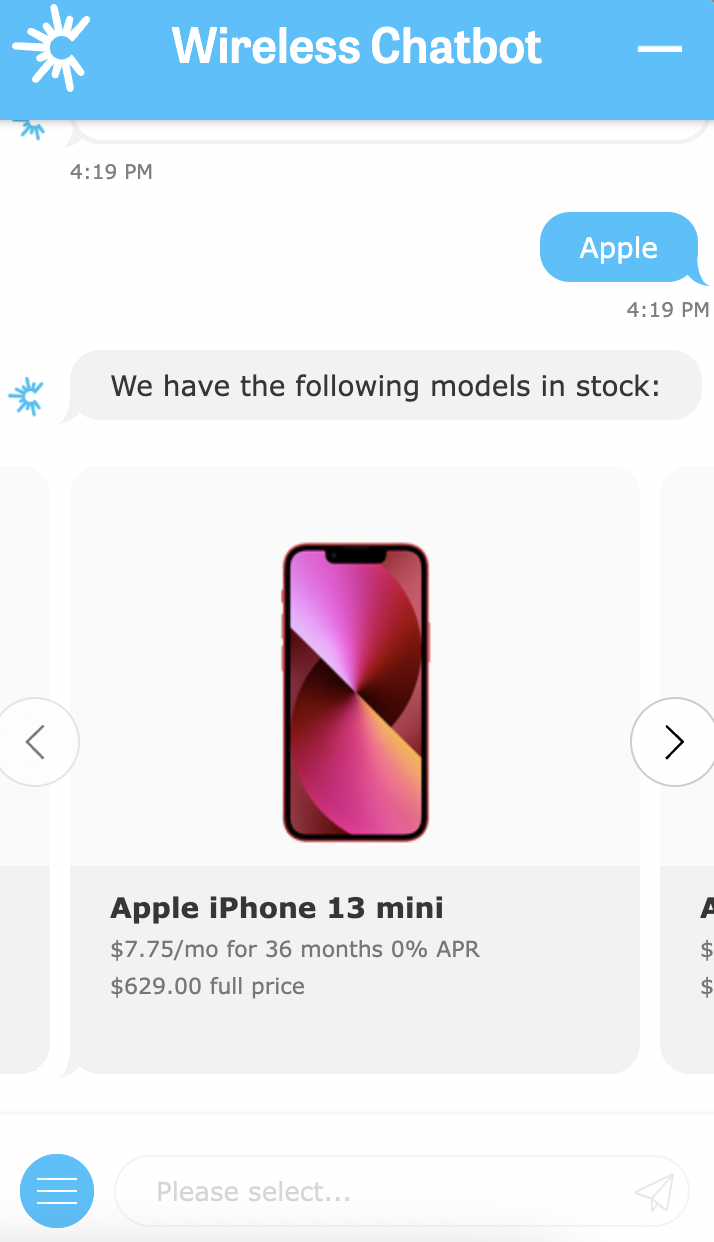 Wireless Chatbot
4:19 PM
Apple
4:19 PM
We have the following models in stock:
Apple iPhone 13 mini
$7.75/mo for 36 months 0% APR
$629.00 full price
A
$
$
Please select...